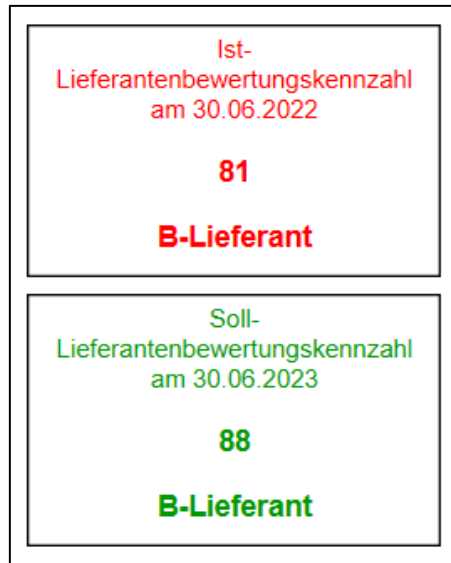 Ist-
Lieferantenbewertungskennzahl
am 30.06.2022
81
B-Lieferant
Soll-
Lieferantenbewertungskennzahl
am 30.06.2023
88
B-Lieferant